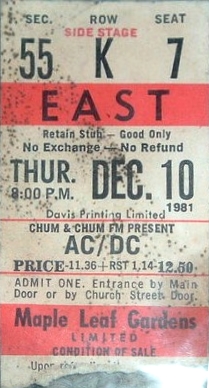 SEC. ROW SEAT
SIDE STAGE
55 K 7
EAST
Retain Stub — Good Only
No Exchange — No Refund
THUR. DEC. 10
8:00 P.M. 1981
Davis Printing Limited
CHUM & CHUM FM PRESENT
AC/DC
PRICE-11.36+RST 1.14-12.50
ADMIT ONE. Entrance by Main
Door or by Church Street Door.
Maple Leaf Gardens
LIMITED
CONDITION OF SALE
Upon